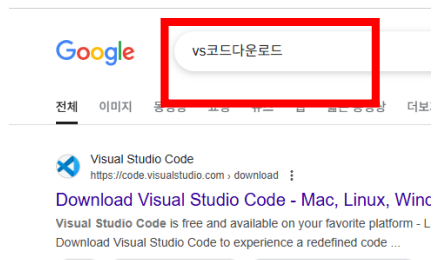 Google
vs코드다운로드
전체 이미지
Visual Studio Code
https://code.visualstudio.com › download
Download Visual Studio Code - Mac, Linux,
Visual Studio Code is free and available on your favorite platform -
Download Visual Studio Code to experience a redefined code ...